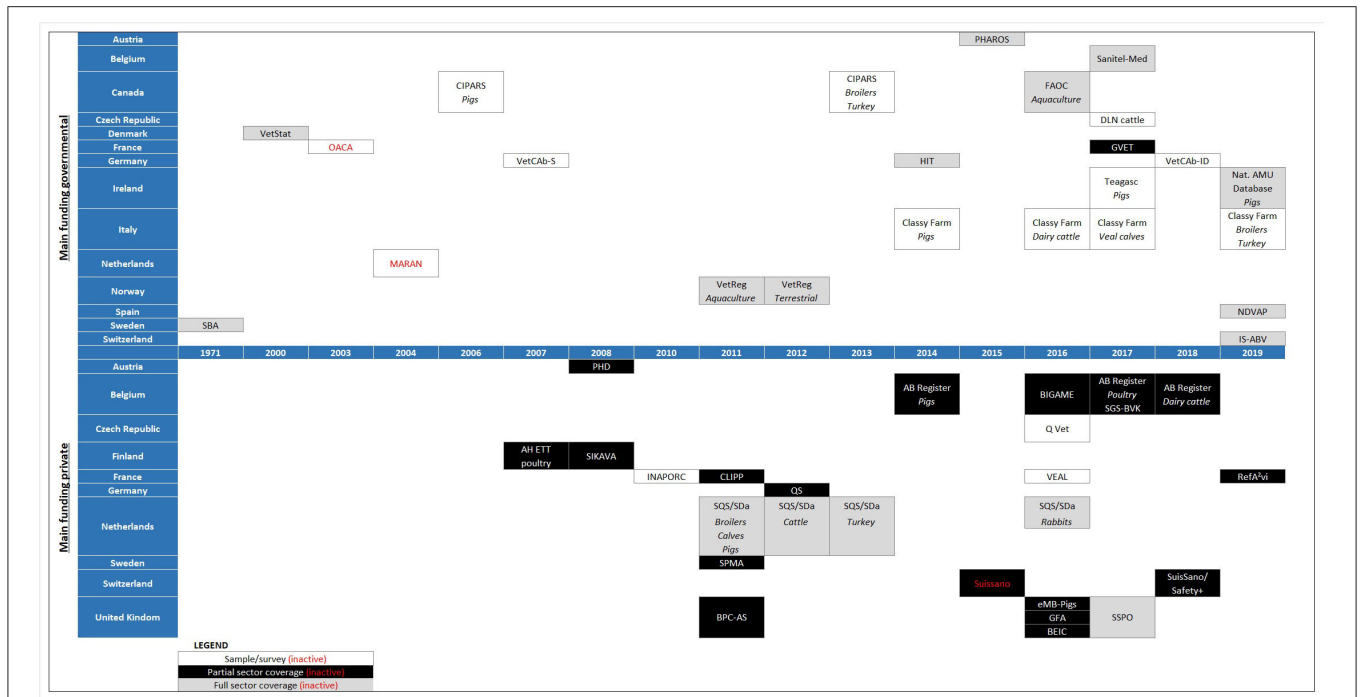 Main funding governmental
Austria
PHAROS
Belgium
Sanitel-Med
Canada
CIPARS
Pigs
CIPARS
Broilers
Turkey
FAOC
Aquaculture
Czech Republic
DLN cattle
Denmark
VetStat
France
OACA
GVET
Germany
VetCAb-S
HIT
VetCAb-ID
Ireland
Teagasc
Pigs
Nat. AMU
Database
Pigs
Italy
Classy Farm
Pigs
Classy Farm
Dairy cattle
Classy Farm
Veal calves
Classy Farm
Broilers
Turkey
Netherlands
MARAN
Norway
VetReg
Aquaculture
VetReg
Terrestrial
Spain
NDVAP
Sweden
SBA
Switzerland
IS-ABV
1971 2000 2003 2004 2006 2007 2008 2010 2011 2012 2013 2014 2015 2016 2017 2018 2019
Main funding private
Austria
PHD
Belgium
AB Register
Pigs
BIGAME
AB Register
Poultry
SGS-BVK
AB Register
Dairy cattle
Czech Republic
Q Vet
Finland
AH ETT
poultry
SIKAVA
France
INAPORC
CLIPP
VEAL
RefA²vi
Germany
QS
Netherlands
SQS/SDa
Broilers
Calves
Pigs
SQS/SDa
Cattle
SQS/SDa
Turkey
SQS/SDa
Rabbits
Sweden
SPMA
Switzerland
Suissano
SuisSano/
Safety+
United Kindom
BPC-AS
eMB-Pigs
GFA
BEIC
SSPO
LEGEND
Sample/survey (inactive)
Partial sector coverage (inactive)
Full sector coverage (inactive)